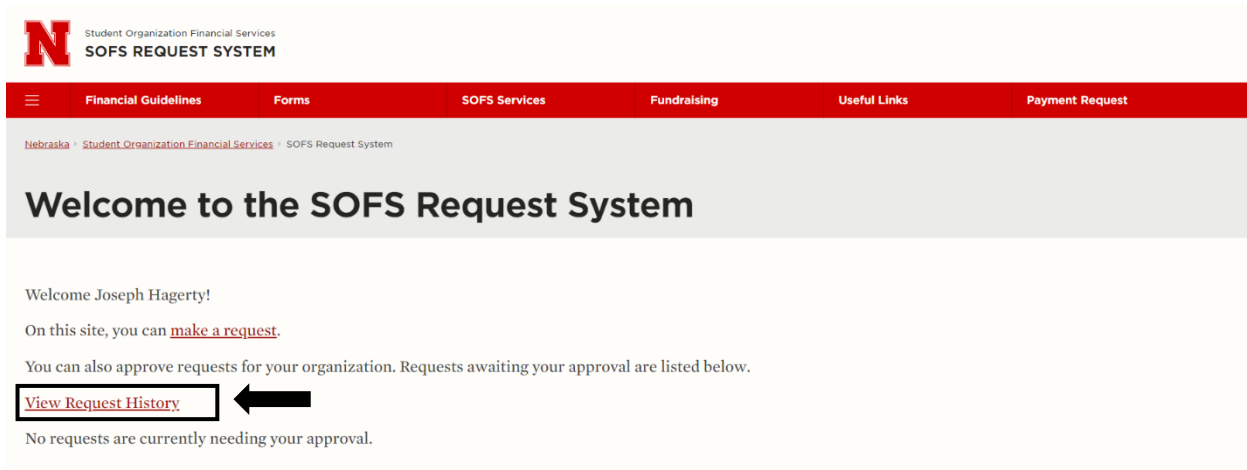 N
Student Organization Financial Services
SOFS REQUEST SYSTEM
Financial Guidelines Forms SOFS Services Fundraising Useful Links Payment Request
Nebraska › Student Organization Financial Services › SOFS Request System
Welcome to the SOFS Request System
Welcome Joseph Hagerty!
On this site, you can make a request.
You can also approve requests for your organization. Requests awaiting your approval are listed below.
View Request History
No requests are currently needing your approval.